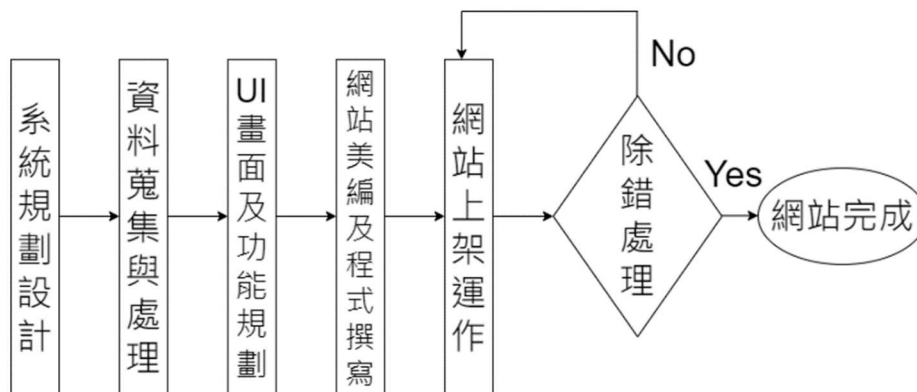 系統規劃設計
資料蒐集與處理
UI畫面及功能規劃
網站美編及程式撰寫
網站上架運作
除錯處理
No
Yes
網站完成